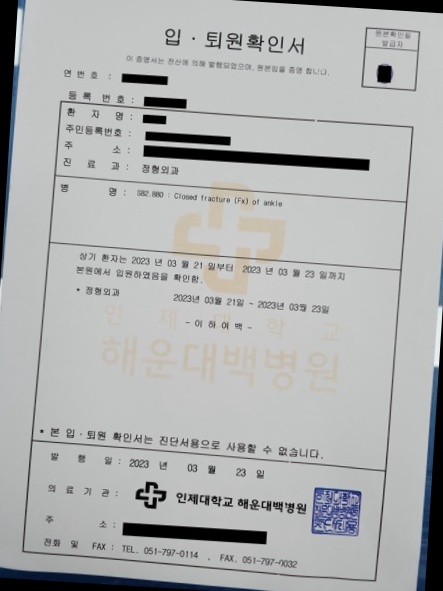 입 · 퇴원확인서
원본확인필
발급자
이 증명서는 전산에 의해 발행되었으며, 원본임을 증명 합니다.
연 번 호 :
등 록 번 호 :
환 자 명 :
주민등록번호 :
주 소 :
진 료 과 : 정형외과
병 명 : S82.880 : Closed fracture (Fx) of ankle
상기 환자는 2023 년 03 월 21 일부터 2023 년 03 월 23 일까지
본원에서 입원하였음을 확인함.
* 정형외과 2023년 03월 21일 ~ 2023년 03월 23일
- 이 하 여 백 -
인 제 대 학 교
해운대백병원
* 본 입 · 퇴원 확인서는 진단서용으로 사용할 수 없습니다.
발 행 일 : 2023 년 03 월 23 일
의 료 기 관 : 인제대학교 해운대백병원
주 소 :
전화 및 FAX : TEL. 051-797-0114 , FAX. 051-797-0032